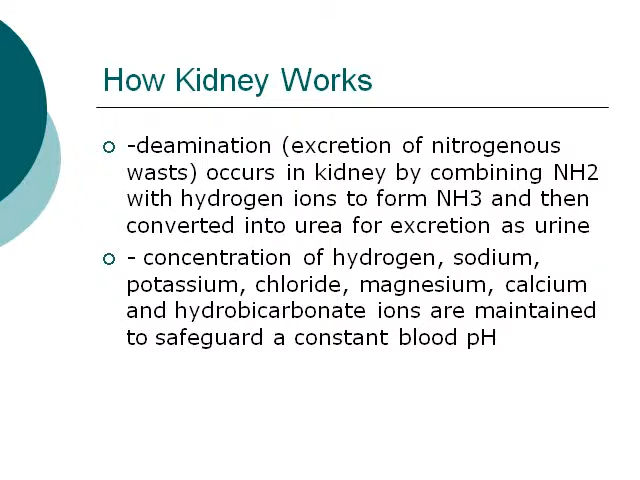 How Kidney Works
-deamination (excretion of nitrogenous
wasts) occurs in kidney by combining NH2
with hydrogen ions to form NH3 and then
converted into urea for excretion as urine
- concentration of hydrogen, sodium,
potassium, chloride, magnesium, calcium
and hydrobicarbonate ions are maintained
to safeguard a constant blood pH